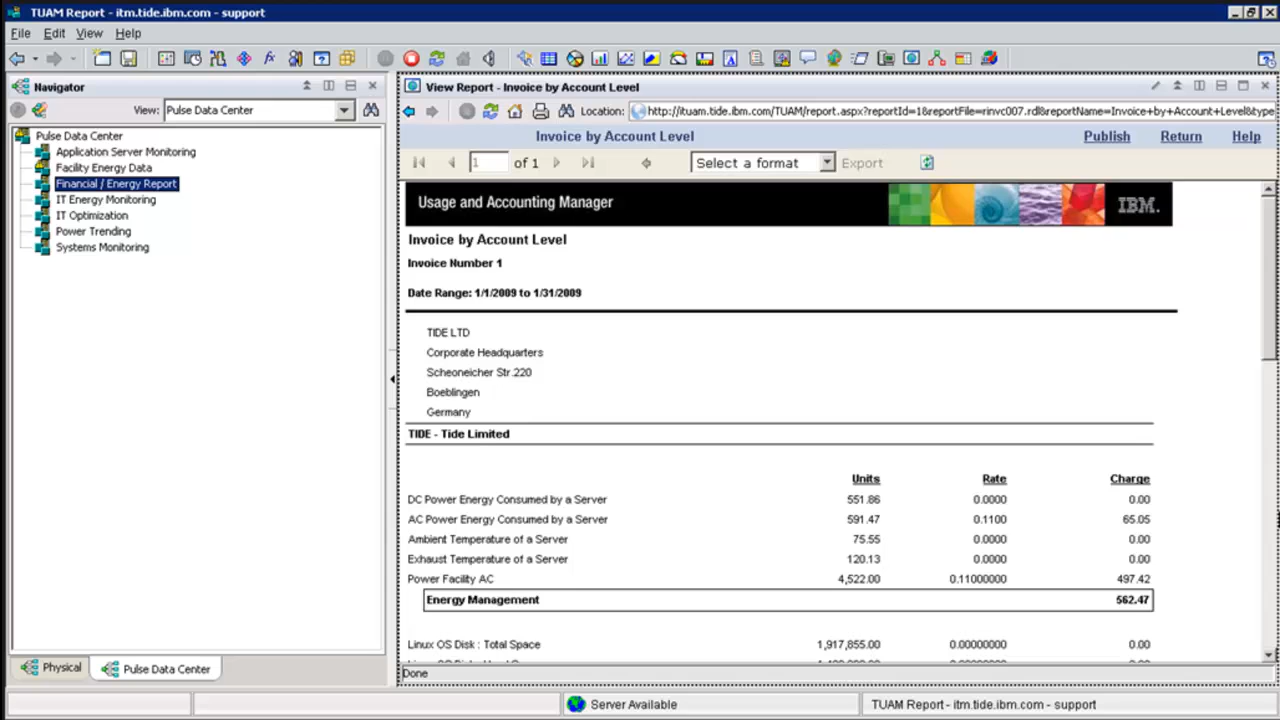 TUAM Report - itm.tide.ibm.com - support
File Edit View Help
Navigator
View: Pulse Data Center
Pulse Data Center
Application Server Monitoring
Facility Energy Data
Financial / Energy Report
IT Energy Monitoring
IT Optimization
Power Trending
Systems Monitoring
Physical
Pulse Data Center
View Report - Invoice by Account Level
Location: http://ituam.tide.ibm.com/TUAM/report.aspx?reportId=1&reportFile=rinvc007.rdl&reportName=Invoice+by+Account+Level&type
Invoice by Account Level Publish Return Help
1 of 1 Select a format Export
Usage and Accounting Manager IBM.
Invoice by Account Level
Invoice Number 1
Date Range: 1/1/2009 to 1/31/2009
TIDE LTD
Corporate Headquarters
Scheoneicher Str.220
Boeblingen
Germany
TIDE - Tide Limited
Units Rate Charge
DC Power Energy Consumed by a Server 551.86 0.0000 0.00
AC Power Energy Consumed by a Server 591.47 0.1100 65.05
Ambient Temperature of a Server 75.55 0.0000 0.00
Exhaust Temperature of a Server 120.13 0.0000 0.00
Power Facility AC 4,522.00 0.11000000 497.42
Energy Management 562.47
Linux OS Disk : Total Space 1,917,855.00 0.00000000 0.00
Done
Server Available
TUAM Report - itm.tide.ibm.com - support